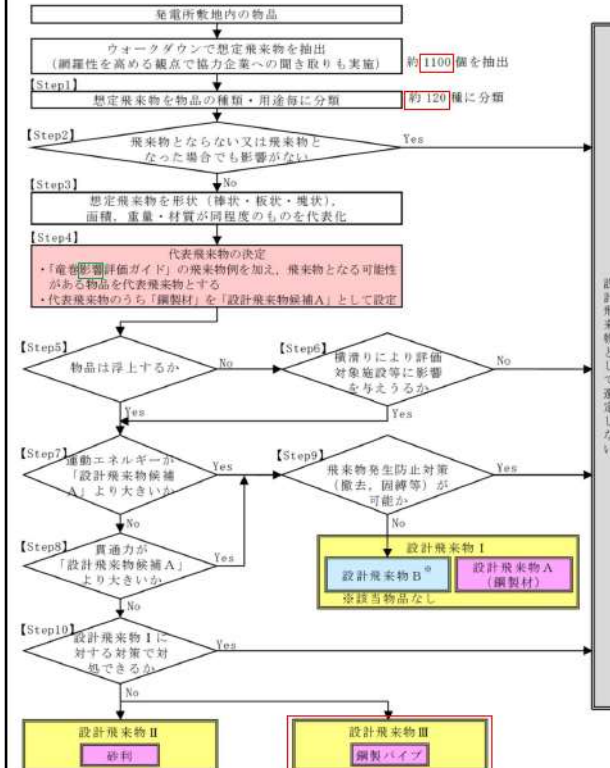 発電所敷地内の物品
ウォークダウンで想定飛来物を抽出
(網羅性を高める観点で協力企業への聞き取りも実施)
約 1100 個を抽出
【Step1】
想定飛来物を物品の種類・用途毎に分類
約 120 種に分類
【Step2】
飛来物とならない又は飛来物と
なった場合でも影響がない
Yes
No
【Step3】
想定飛来物を形状(棒状・板状・塊状),
面積,重量・材質が同程度のものを代表化
【Step4】
代表飛来物の決定
・「竜巻影響評価ガイド」の飛来物例を加え,飛来物となる可能性
がある物品を代表飛来物とする
・代表飛来物のうち「鋼製材」を「設計飛来物候補A」として設定
【Step5】
物品は浮上するか
No
Yes
【Step6】
横滑りにより評価
対象施設等に影響
を与えうるか
No
Yes
【Step7】
運動エネルギーが
「設計飛来物候補
A」より大きいか
Yes
No
【Step9】
飛来物発生防止対策
(撤去,固縛等)が
可能か
Yes
No
【Step8】
貫通力が
「設計飛来物候補A」
より大きいか
Yes
No
設計飛来物Ⅰ
設計飛来物B※
設計飛来物A
(鋼製材)
※該当物品なし
【Step10】
設計飛来物Ⅰに
対する対策で対
処できるか
Yes
No
設計飛来物Ⅱ
砂利
設計飛来物Ⅲ
鋼製パイプ
設計飛来物として選定しない